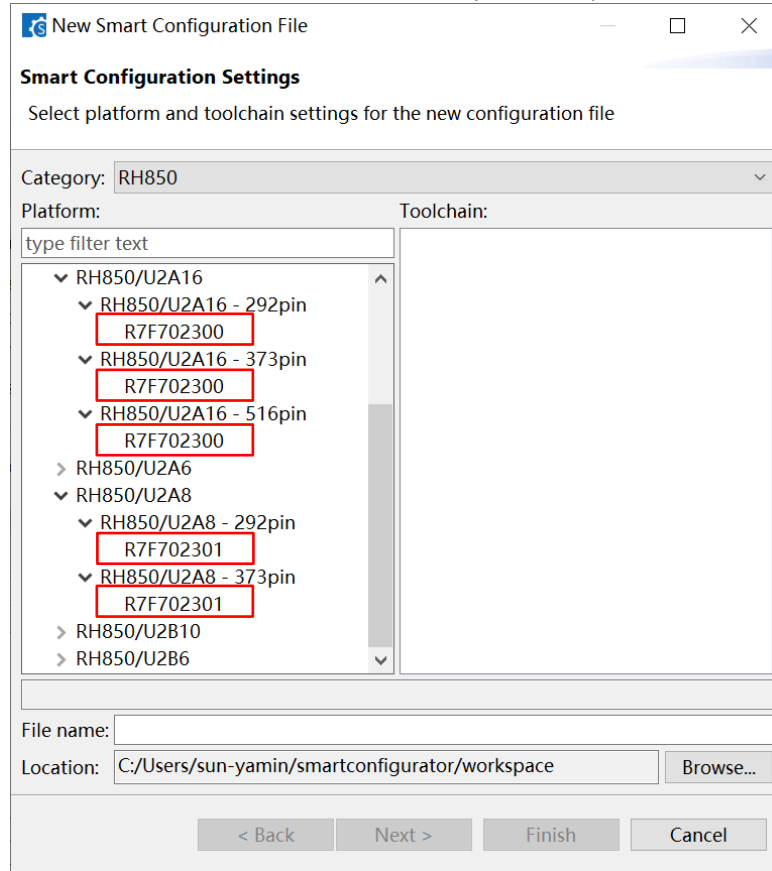 New Smart Configuration File
Smart Configuration Settings
Select platform and toolchain settings for the new configuration file
Category: RH850
Platform: Toolchain:
type filter text
RH850/U2A16
RH850/U2A16 - 292pin
R7F702300
RH850/U2A16 - 373pin
R7F702300
RH850/U2A16 - 516pin
R7F702300
RH850/U2A6
RH850/U2A8
RH850/U2A8 - 292pin
R7F702301
RH850/U2A8 - 373pin
R7F702301
RH850/U2B10
RH850/U2B6
File name:
Location: C:/Users/sun-yamin/smartconfigurator/workspace Browse...
< Back Next > Finish Cancel